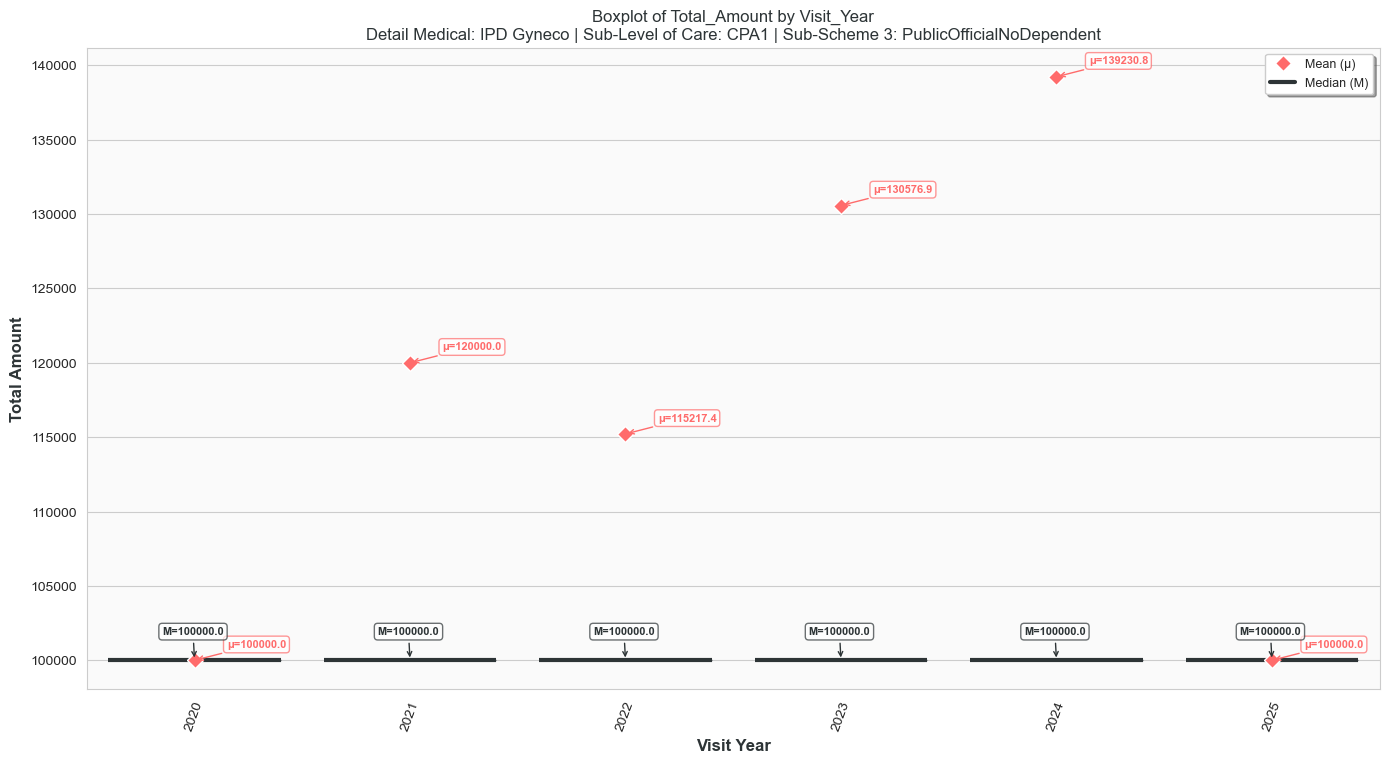 Boxplot of Total_Amount by Visit_Year
Detail Medical: IPD Gyneco | Sub-Level of Care: CPA1 | Sub-Scheme 3: PublicOfficialNoDependent
Mean (μ)
Median (M)
Total Amount
140000
135000
130000
125000
120000
115000
110000
105000
100000
μ=139230.8
μ=130576.9
μ=120000.0
μ=115217.4
M=100000.0
M=100000.0
M=100000.0
M=100000.0
M=100000.0
M=100000.0
μ=100000.0
μ=100000.0
2020
2021
2022
2023
2024
2025
Visit Year